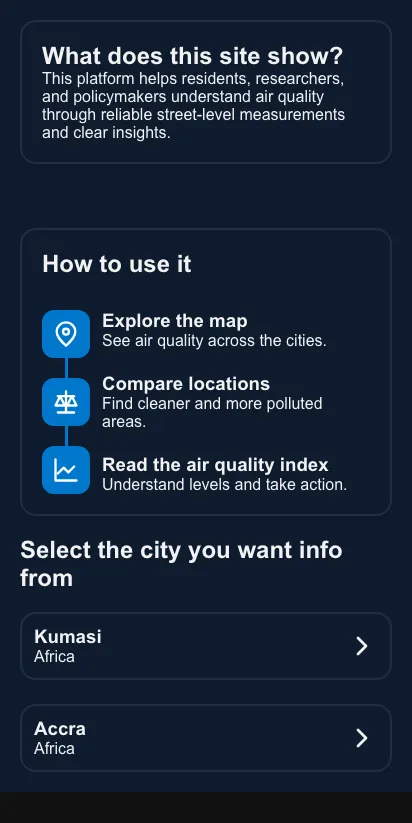 What does this site show?
This platform helps residents, researchers,
and policymakers understand air quality
through reliable street-level measurements
and clear insights.
How to use it
Explore the map
See air quality across the cities.
Compare locations
Find cleaner and more polluted
areas.
Read the air quality index
Understand levels and take action.
Select the city you want info
from
Kumasi
Africa
Accra
Africa